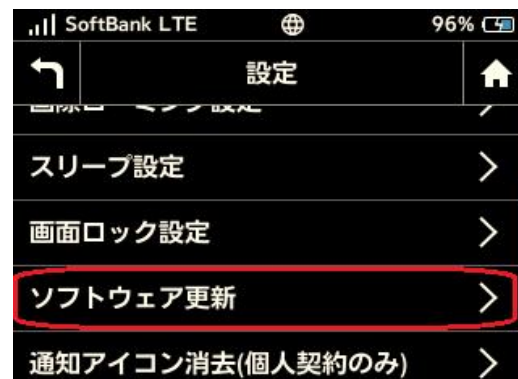 SoftBank LTE 96%
設定
スリープ設定
画面ロック設定
ソフトウェア更新
通知アイコン消去(個人契約のみ)